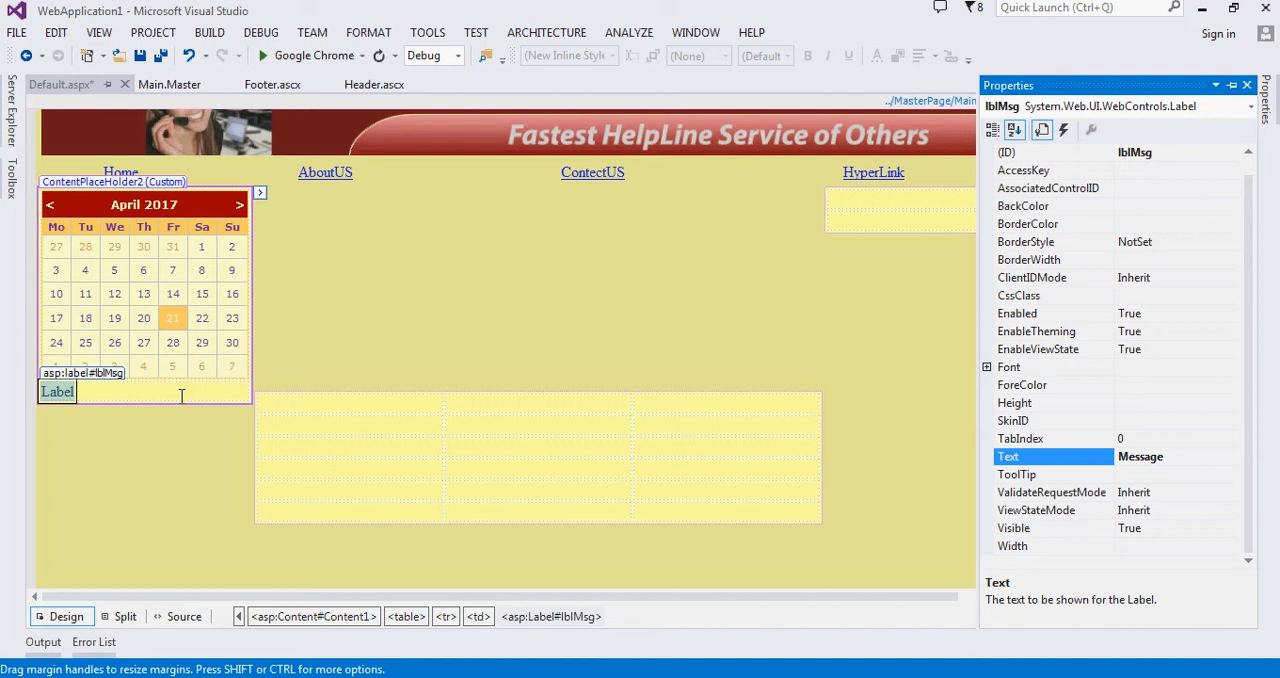 WebApplication1 - Microsoft Visual Studio
8
Quick Launch (Ctrl+Q)
FILE EDIT VIEW PROJECT BUILD DEBUG TEAM FORMAT TOOLS TEST ARCHITECTURE ANALYZE WINDOW HELP
Sign in
Google Chrome Debug (New Inline Styl (None) (Default B I U A
Server Explorer
Toolbox
Default.aspx* Main.Master Footer.ascx Header.ascx
../MasterPage/Main
Fastest HelpLine Service of Others
Home AboutUS ContectUS HyperLink
ContentPlaceHolder2 (Custom)
< April 2017 >
Mo Tu We Th Fr Sa Su
27 28 29 30 31 1 2
3 4 5 6 7 8 9
10 11 12 13 14 15 16
17 18 19 20 21 22 23
24 25 26 27 28 29 30
1 2 3 4 5 6 7
asp:label#lblMsg
Label
Properties
lblMsg System.Web.UI.WebControls.Label
(ID) lblMsg
AccessKey
AssociatedControlID
BackColor
BorderColor
BorderStyle NotSet
BorderWidth
ClientIDMode Inherit
CssClass
Enabled True
EnableTheming True
EnableViewState True
Font
ForeColor
Height
SkinID
TabIndex 0
Text Message
ToolTip
ValidateRequestMode Inherit
ViewStateMode Inherit
Visible True
Width
Text
The text to be shown for the Label.
Properties
Design Split Source <asp:Content#Content1> <table> <tr> <td> <asp:Label#lblMsg>
Output Error List
Drag margin handles to resize margins. Press SHIFT or CTRL for more options.